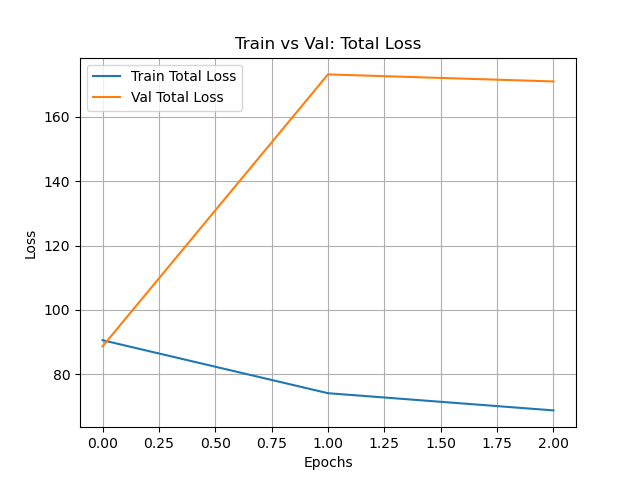 Train vs Val: Total Loss
Train Total Loss
Val Total Loss
Loss
160
140
120
100
80
0.00 0.25 0.50 0.75 1.00 1.25 1.50 1.75 2.00
Epochs